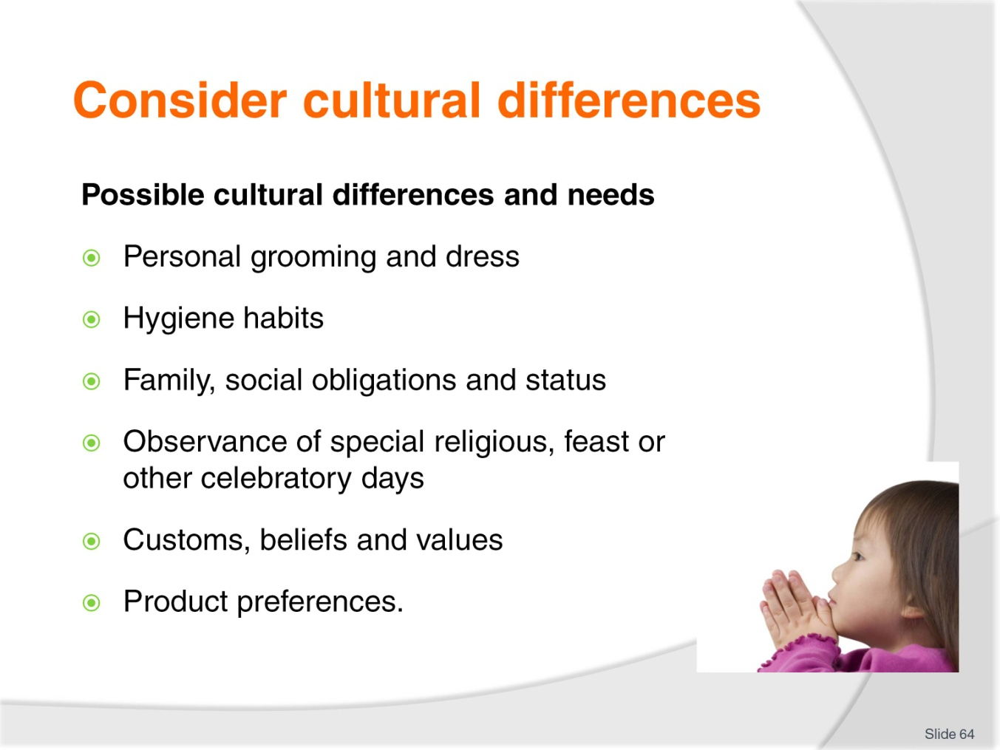 Consider cultural differences
Possible cultural differences and needs
Personal grooming and dress
Hygiene habits
Family, social obligations and status
Observance of special religious, feast or
other celebratory days
Customs, beliefs and values
Product preferences.
Slide 64